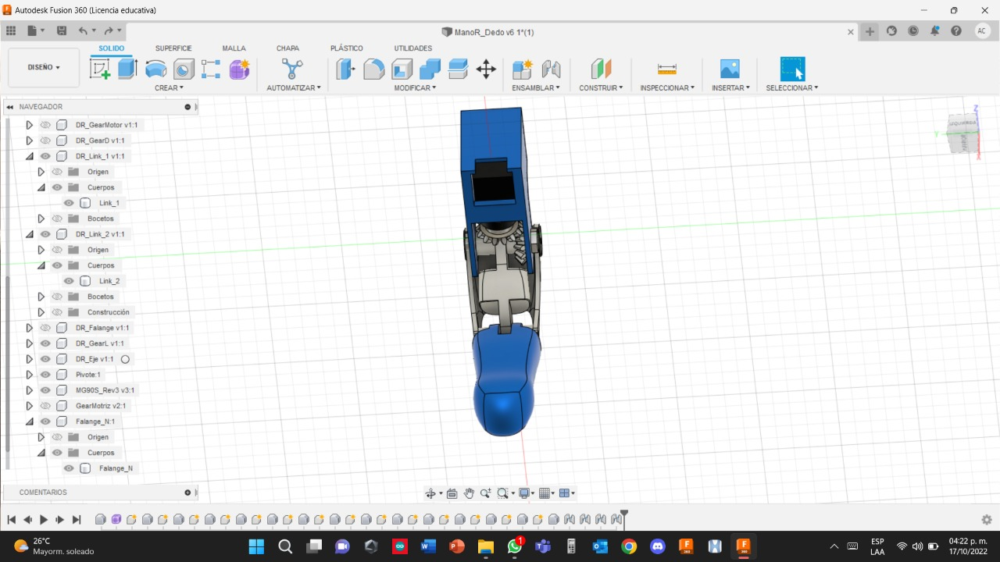 Autodesk Fusion 360 (Licencia educativa)
ManoR_Dedo v6 1*(1)
AC
SOLIDO
SUPERFICIE
MALLA
CHAPA
PLÁSTICO
UTILIDADES
DISEÑO
CREAR
AUTOMATIZAR
MODIFICAR
ENSAMBLAR
CONSTRUIR
INSPECCIONAR
INSERTAR
SELECCIONAR
NAVEGADOR
DR_GearMotor v1:1
DR_GearD v1:1
DR_Link_1 v1:1
Origen
Cuerpos
Link_1
Bocetos
DR_Link_2 v1:1
Origen
Cuerpos
Link_2
Bocetos
Construcción
DR_Falange v1:1
DR_GearL v1:1
DR_Eje v1:1
Pivote:1
MG90S_Rev3 v3:1
GearMotriz v2:1
Falange_N:1
Origen
Cuerpos
Falange_N
COMENTARIOS
Z
IZQUIERDA
Y
X
26°C
Mayorm. soleado
1
ESP
LAA
04:22 p. m.
17/10/2022